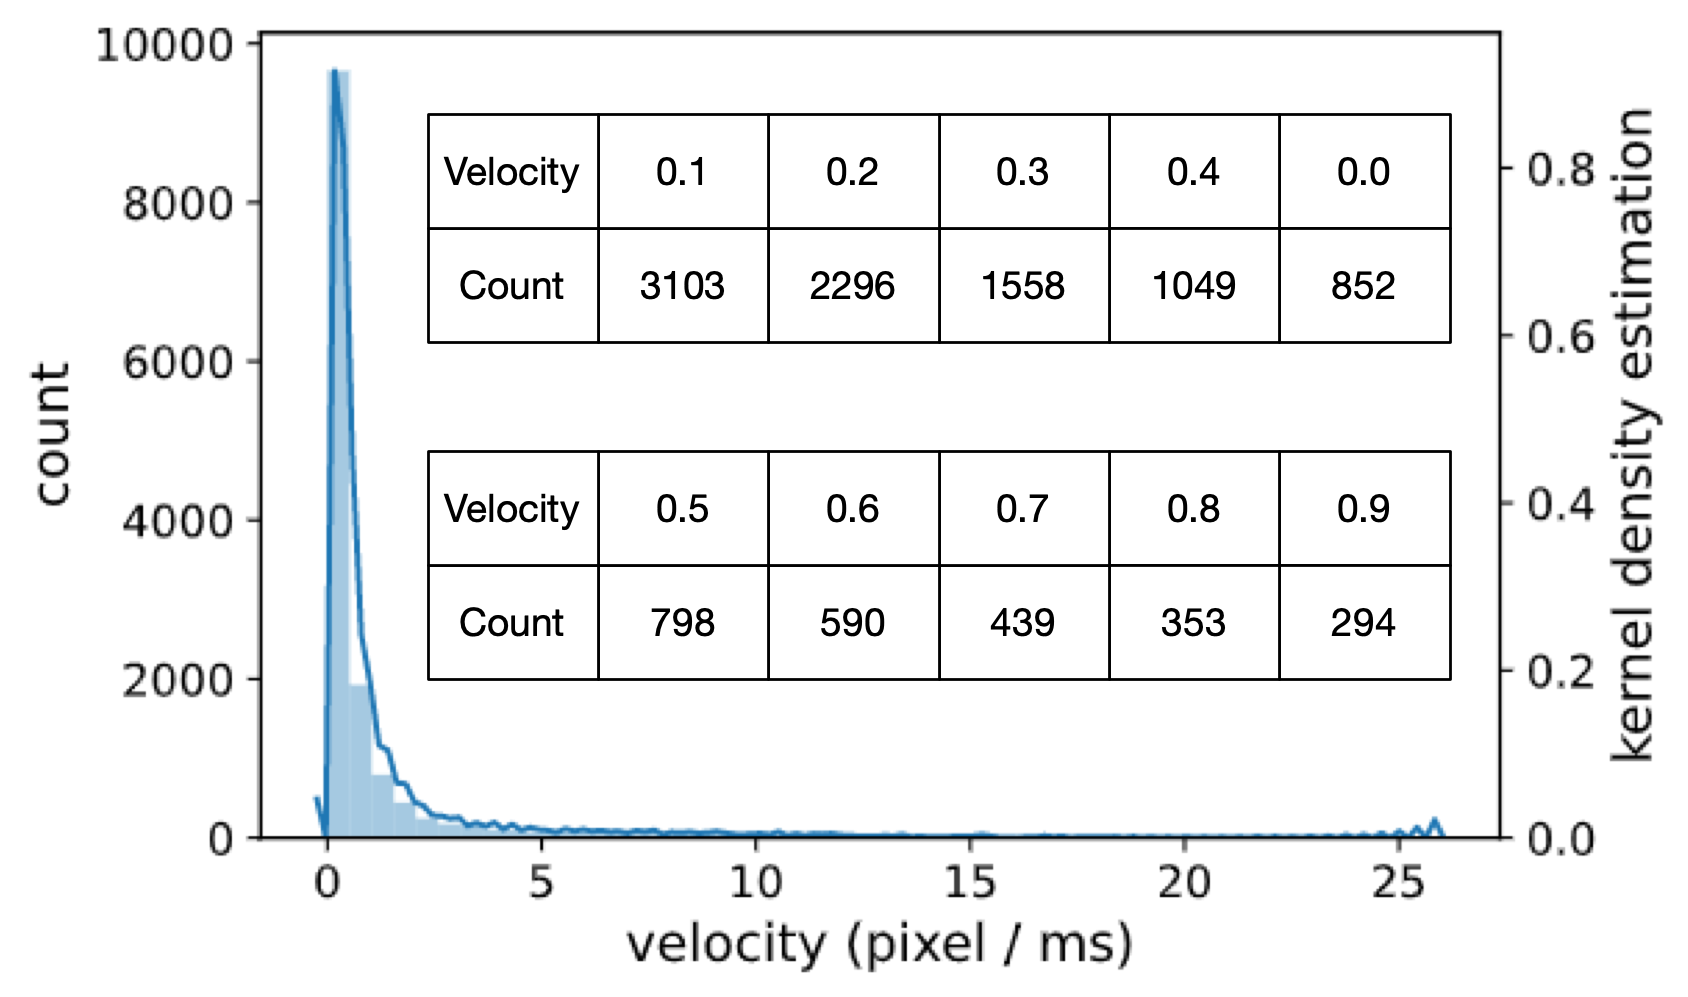 10000
8000
6000
4000
2000
0
count
Velocity 0.1 0.2 0.3 0.4 0.0
Count 3103 2296 1558 1049 852
Velocity 0.5 0.6 0.7 0.8 0.9
Count 798 590 439 353 294
0.8
0.6
0.4
0.2
0.0
kernel density estimation
0 5 10 15 20 25
velocity (pixel / ms)